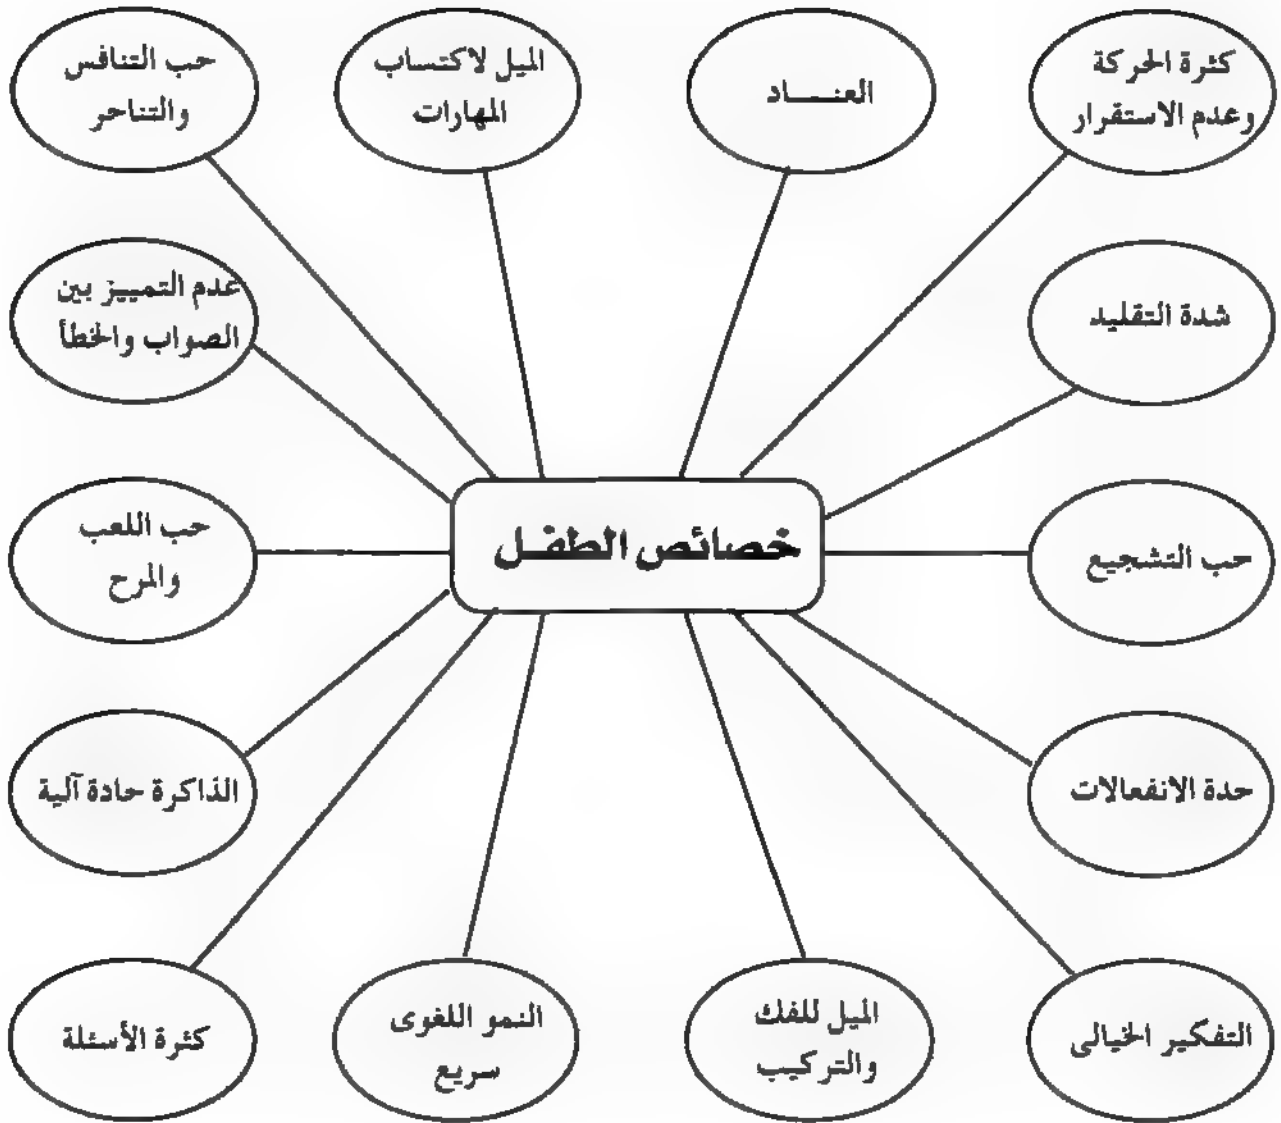 كثرة الحركة
وعدم الاستقرار
العنــــاد
الميل لاكتساب
المهارات
حب التنافس
والتناحر
شدة التقليد
عدم التمييز بين
الصواب والخطأ
خصائص الطفـل
حب التشجيع
حب اللعب
والمرح
حدة الانفعالات
الذاكرة حادة آلية
التفكير الخيالى
الميل للفك
والتركيب
النمو اللغوى
سريع
كثرة الأسئلة